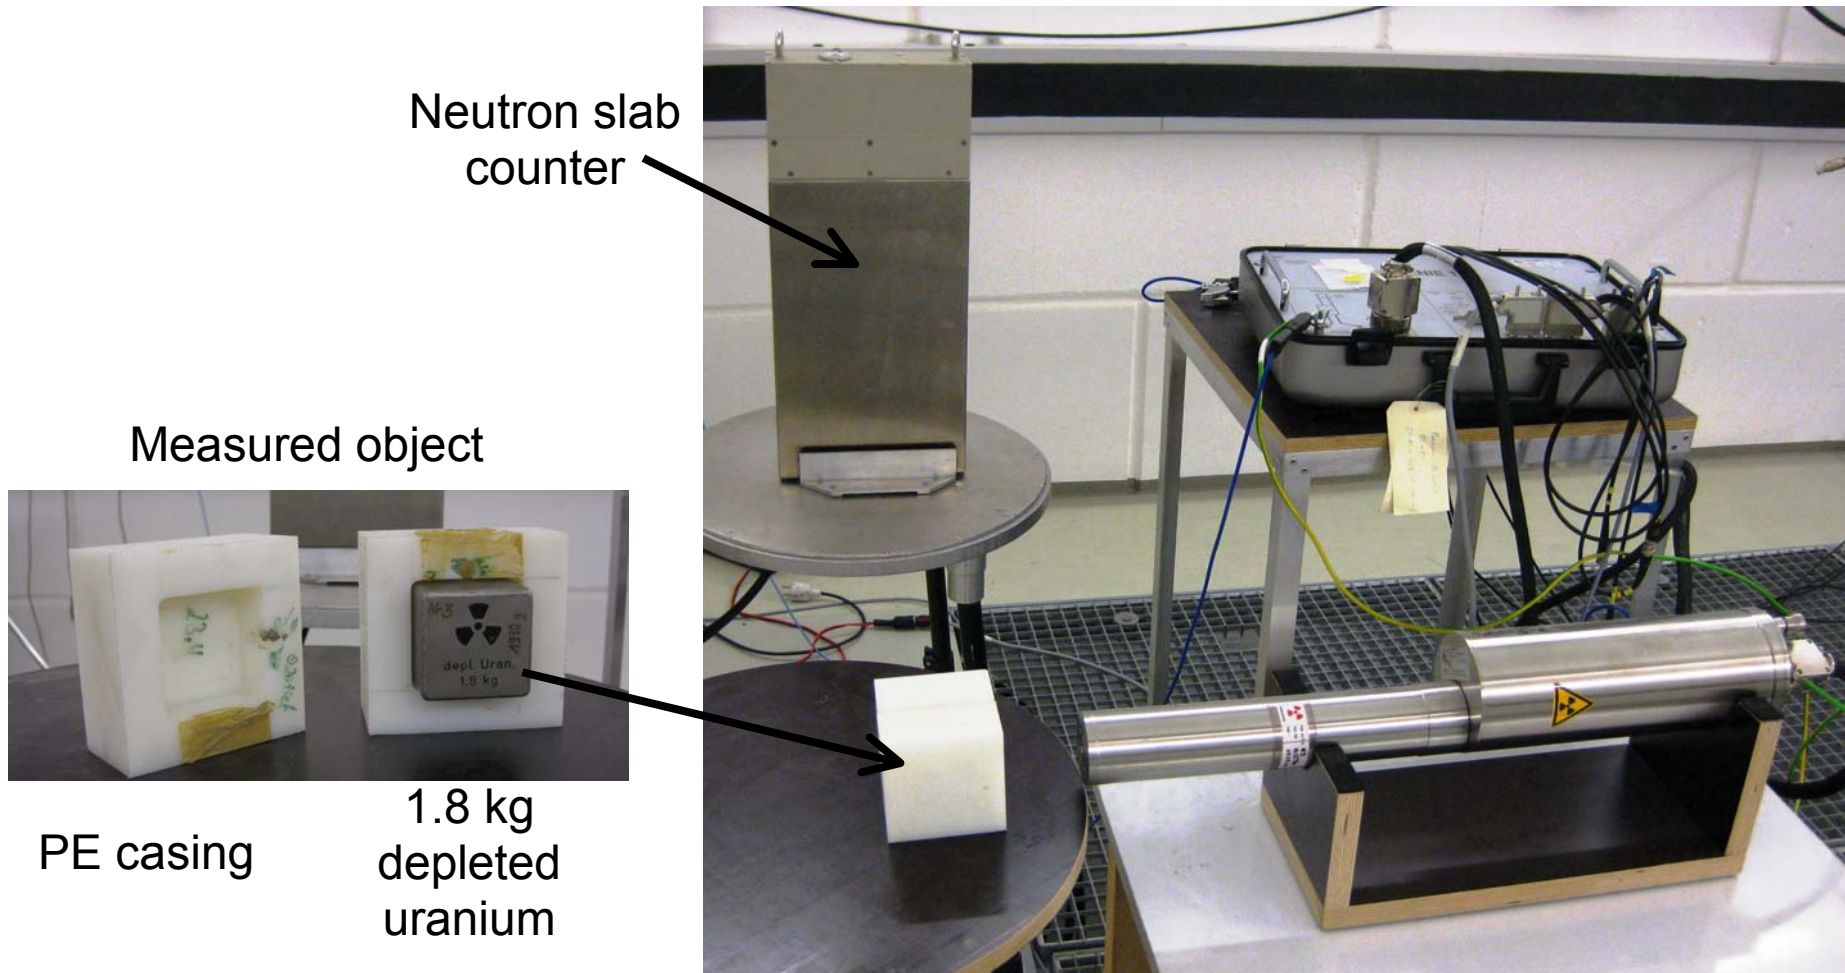 Neutron slab
counter
Measured object
depl. Uran.
1,8 kg
PE casing
1.8 kg
depleted
uranium